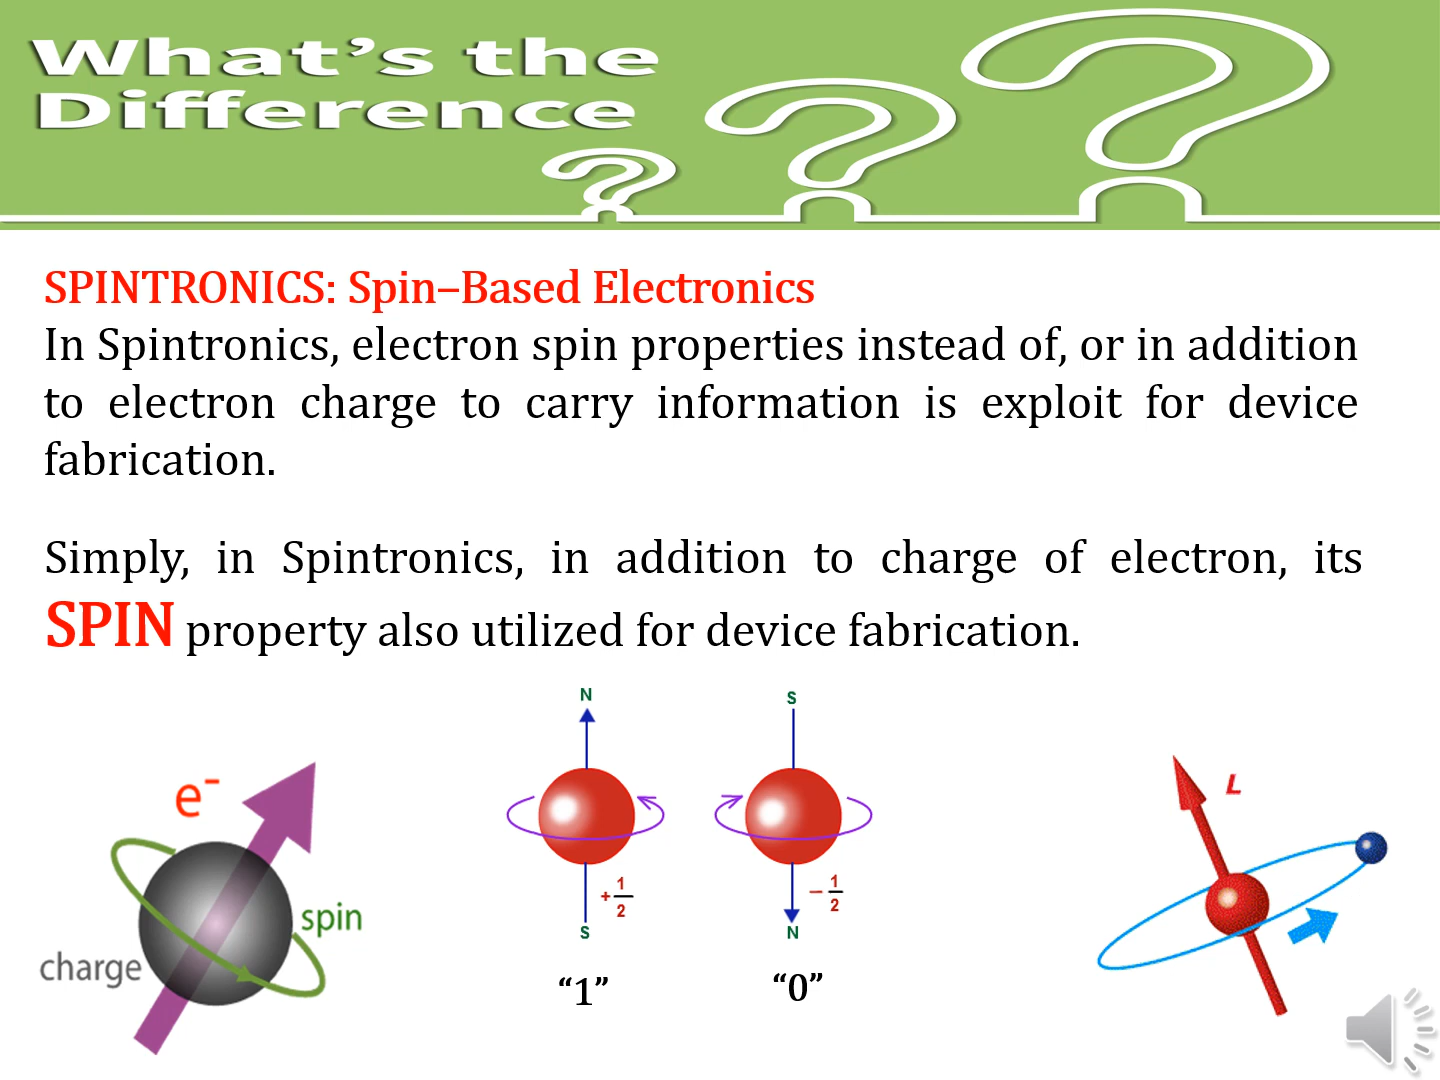 What's the
Difference
SPINTRONICS: Spin–Based Electronics
In Spintronics, electron spin properties instead of, or in addition
to electron charge to carry information is exploit for device
fabrication.
Simply, in Spintronics, in addition to charge of electron, its
SPIN property also utilized for device fabrication.
e-
spin
charge
N
+ 1/2
S
“1”
S
– 1/2
N
“0”
L